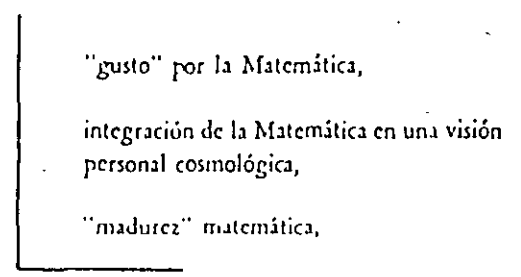 "gusto" por la Matemática,
integración de la Matemática en una visión
personal cosmológica,
"madurez" matemática,